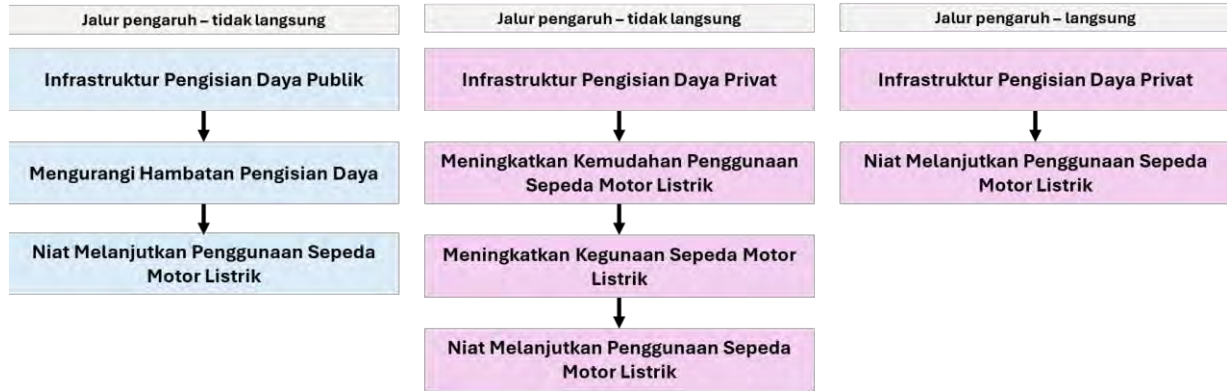 Jalur pengaruh – tidak langsung
Infrastruktur Pengisian Daya Publik
Mengurangi Hambatan Pengisian Daya
Niat Melanjutkan Penggunaan Sepeda
Motor Listrik
Jalur pengaruh – tidak langsung
Infrastruktur Pengisian Daya Privat
Meningkatkan Kemudahan Penggunaan
Sepeda Motor Listrik
Meningkatkan Kegunaan Sepeda Motor
Listrik
Niat Melanjutkan Penggunaan Sepeda
Motor Listrik
Jalur pengaruh – langsung
Infrastruktur Pengisian Daya Privat
Niat Melanjutkan Penggunaan Sepeda
Motor Listrik